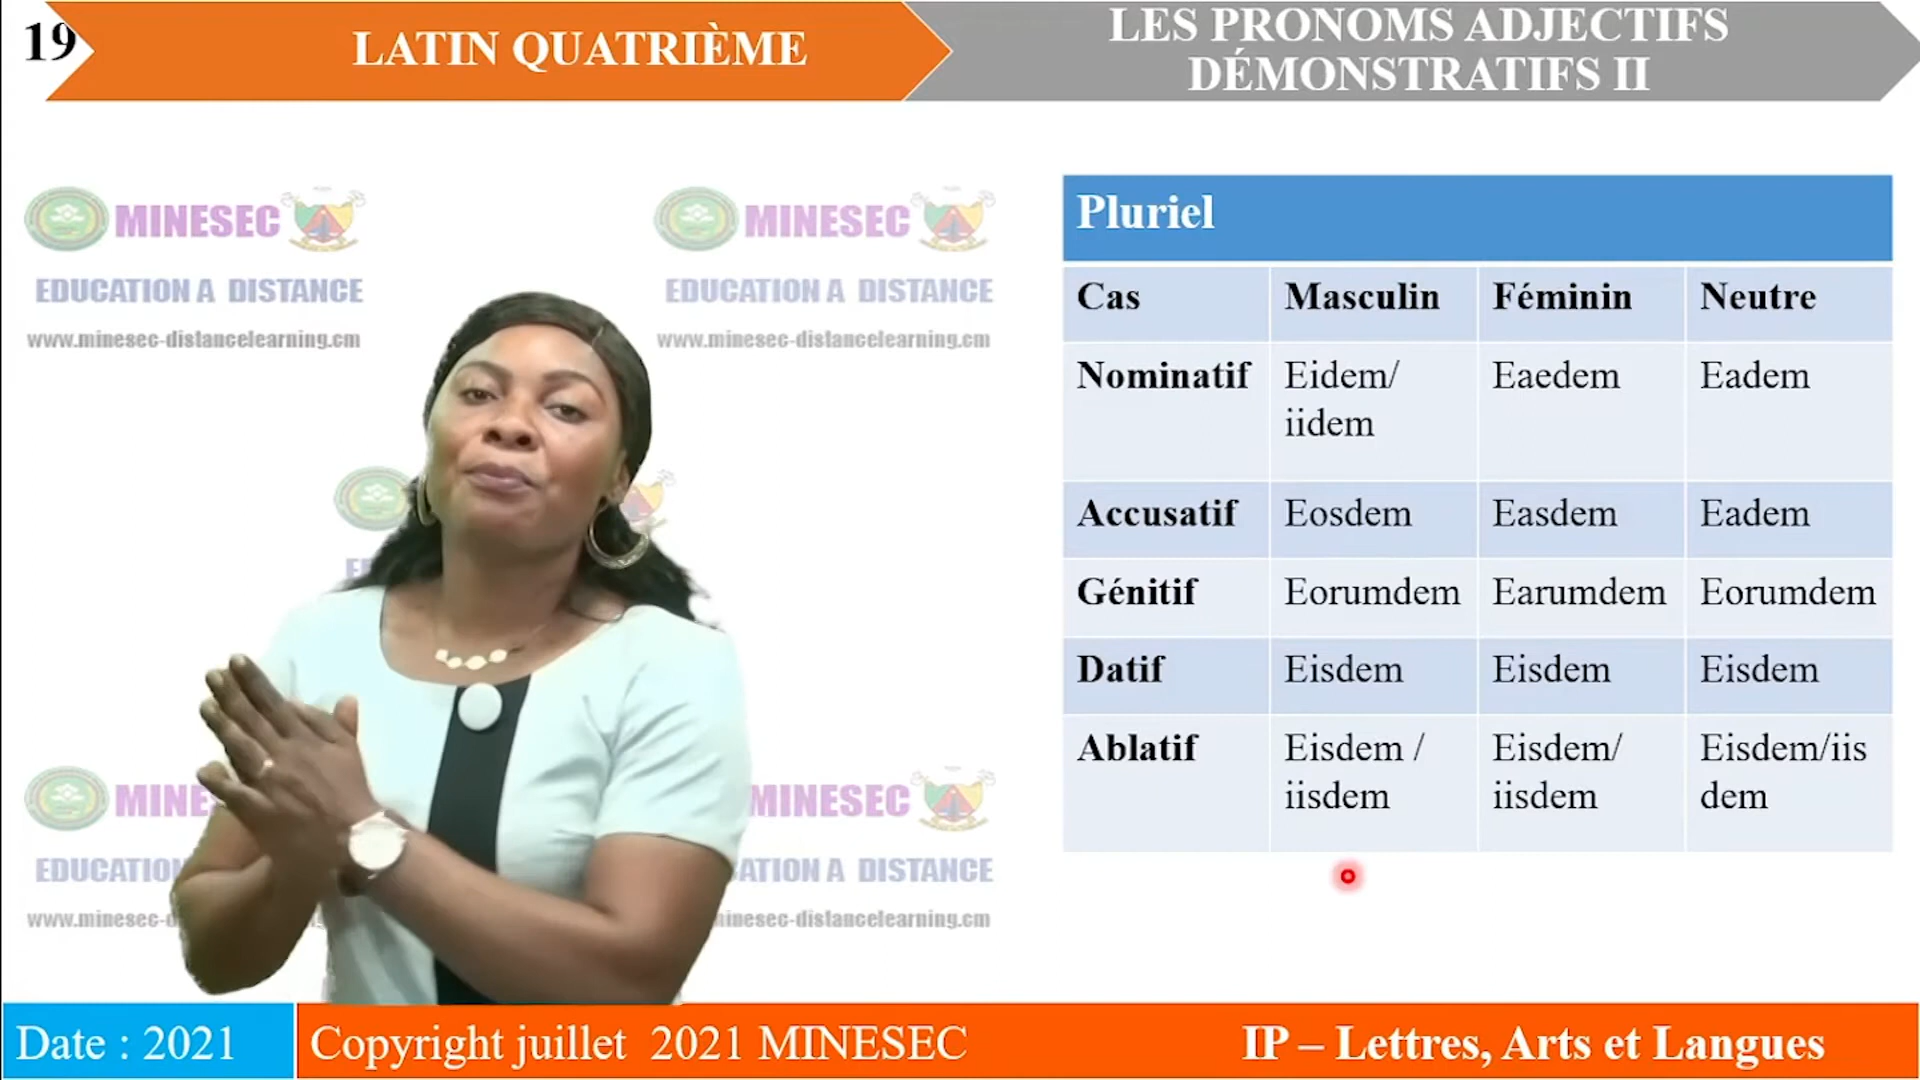 19
LATIN QUATRIÈME
LES PRONOMS ADJECTIFS
DÉMONSTRATIFS II
MINESEC
EDUCATION A DISTANCE
www.minesec-distancelearning.cm
MINESEC
EDUCATION A DISTANCE
www.minesec-distancelearning.cm
Pluriel
Cas Masculin Féminin Neutre
Nominatif Eidem/ Eaedem Eadem
iidem
Accusatif Eosdem Easdem Eadem
Génitif Eorumdem Earumdem Eorumdem
Datif Eisdem Eisdem Eisdem
Ablatif Eisdem / Eisdem/ Eisdem/iis
iisdem iisdem dem
MINE
EDUCATIO
www.minesec-d
MINESEC
ATION A DISTANCE
inesec-distancelearning.cm
Date : 2021
Copyright juillet 2021 MINESEC
IP – Lettres, Arts et Langues